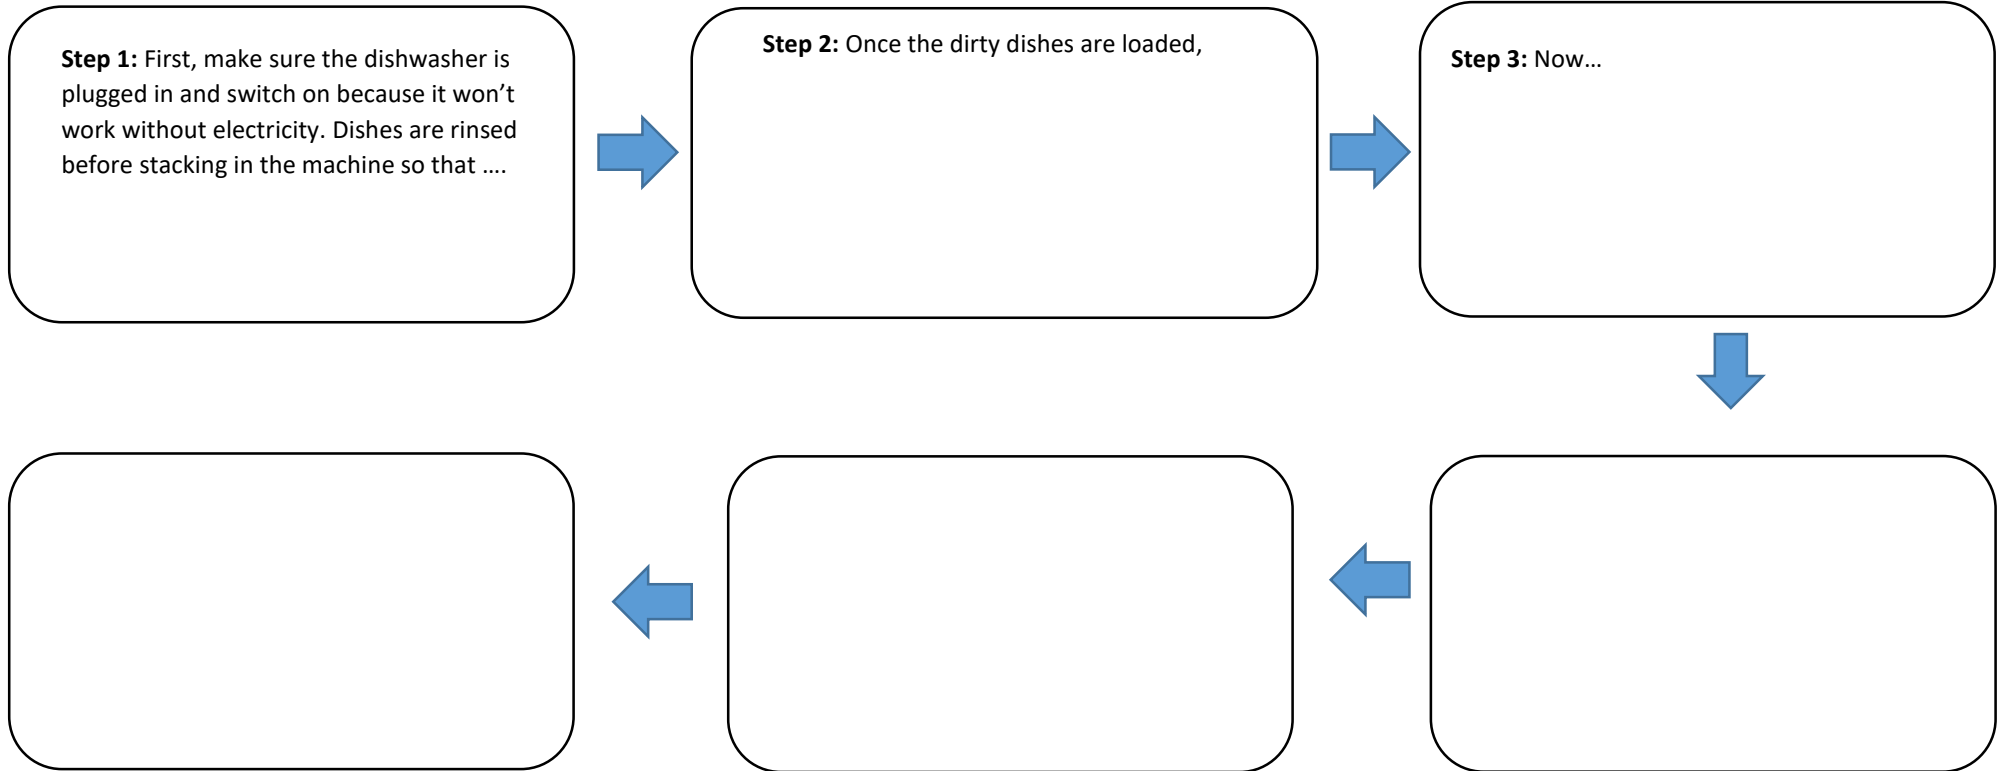 Step 1: First, make sure the dishwasher is
plugged in and switch on because it won’t
work without electricity. Dishes are rinsed
before stacking in the machine so that ….
Step 2: Once the dirty dishes are loaded,
Step 3: Now…